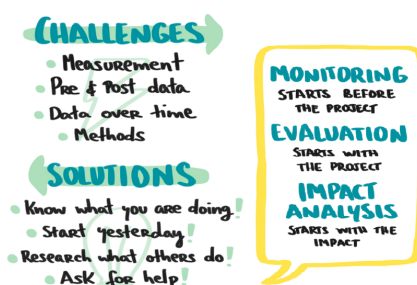 CHALLENGES
Measurement
Pre & Post data
Data over time
Methods
SOLUTIONS
Know what you are doing!
Start yesterday!
Research what others do!
Ask for help!
MONITORING
STARTS BEFORE
THE PROJECT
EVALUATION
STARTS WITH
THE PROJECT
IMPACT
ANALYSIS
STARTS WITH THE
IMPACT